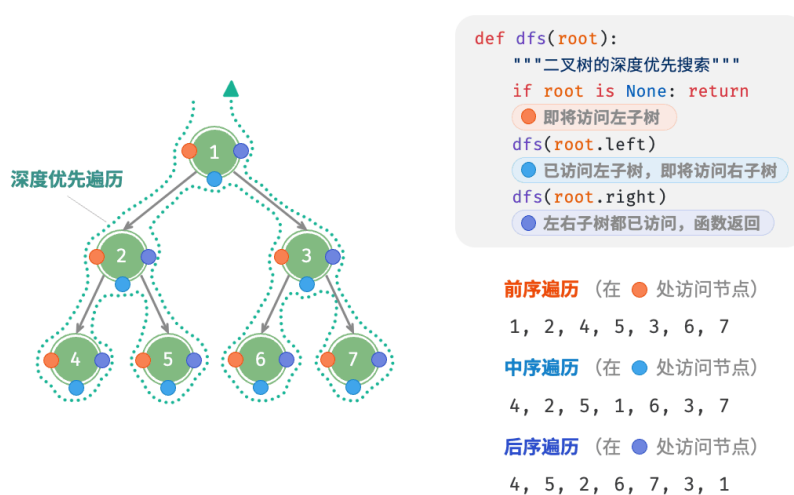 深度优先遍历
1
2
3
4
5
6
7
def dfs(root):
"""二叉树的深度优先搜索"""
if root is None: return
即将访问左子树
dfs(root.left)
已访问左子树，即将访问右子树
dfs(root.right)
左右子树都已访问，函数返回
前序遍历 （在 处访问节点）
1, 2, 4, 5, 3, 6, 7
中序遍历 （在 处访问节点）
4, 2, 5, 1, 6, 3, 7
后序遍历 （在 处访问节点）
4, 5, 2, 6, 7, 3, 1